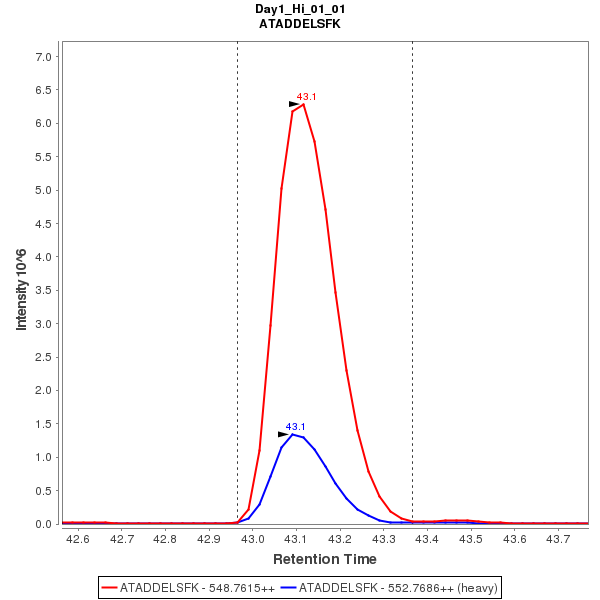 Day1_Hi_01_01
ATADDELSFK
7.0
6.5
6.0
5.5
5.0
4.5
4.0
3.5
3.0
2.5
2.0
1.5
1.0
0.5
0.0
Intensity 10^6
43.1
43.1
42.6 42.7 42.8 42.9 43.0 43.1 43.2 43.3 43.4 43.5 43.6 43.7
Retention Time
ATADDELSFK - 548.7615++ ATADDELSFK - 552.7686++ (heavy)